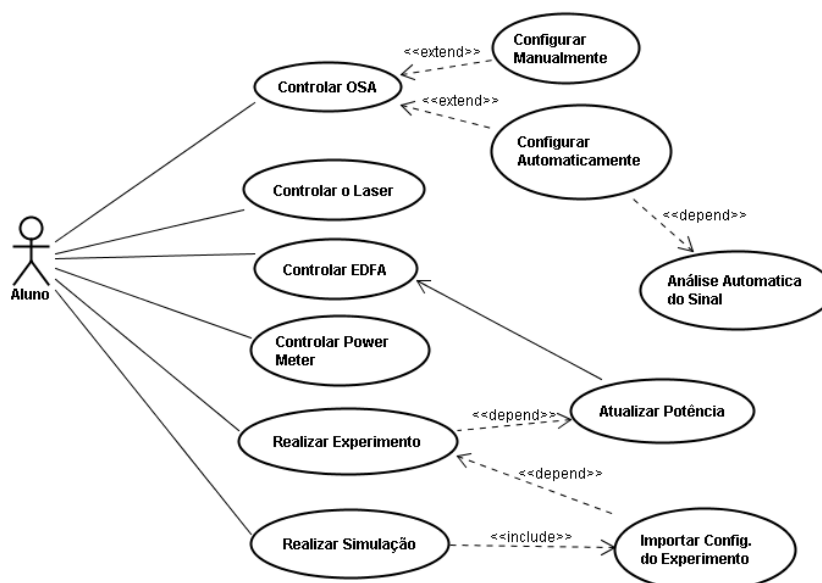 Configurar
Manualmente
<<extend>>
Controlar OSA
<<extend>>
Configurar
Automaticamente
Controlar o Laser
<<depend>>
Aluno
Controlar EDFA
Análise Automatica
do Sinal
Controlar Power
Meter
<<depend>>
Atualizar Potência
Realizar Experimento
<<depend>>
Realizar Simulação
<<include>>
Importar Config.
do Experimento